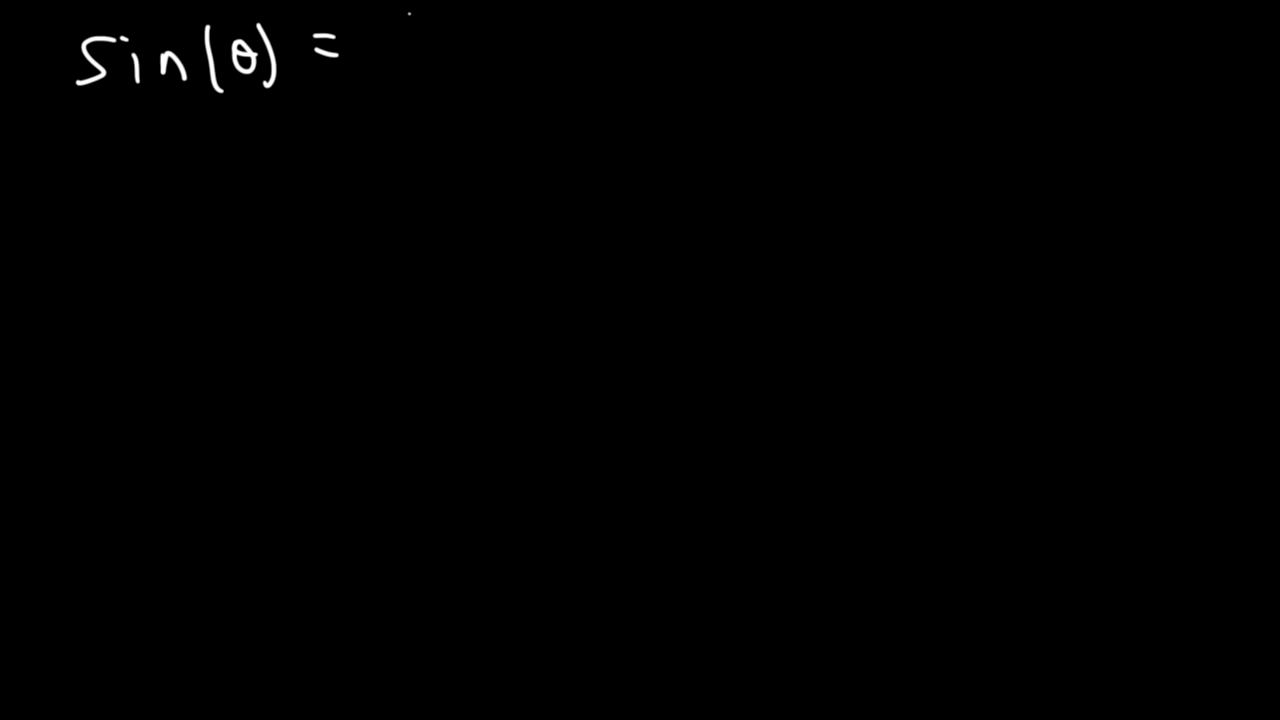 sin(θ) =